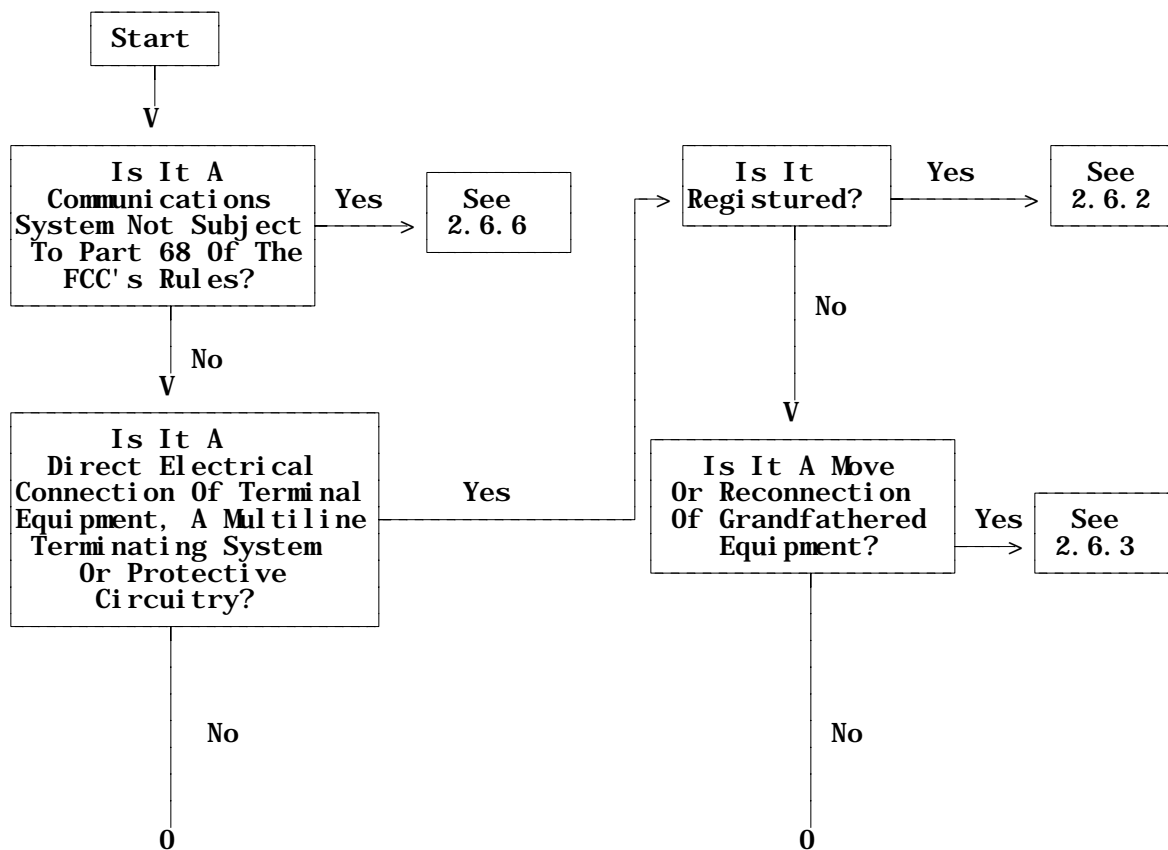 Start
V
Is It A
Communications
System Not Subject
To Part 68 Of The
FCC's Rules?
Yes
See
2.6.6
No
V
Is It A
Direct Electrical
Connection Of Terminal
Equipment, A Multiline
Terminating System
Or Protective
Circuitry?
Yes
No
O
Is It
Registured?
Yes
See
2.6.2
No
V
Is It A Move
Or Reconnection
Of Grandfathered
Equipment?
Yes
See
2.6.3
No
O